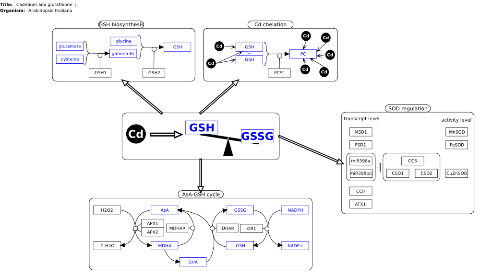 Title: Cadmium and glutathione
Organism: Arabidopsis thaliana
GSH biosynthesis
glutamate
cysteine
glycine
gamma-EC
GSH
GSH1
GSH2
Cd chelation
Cd
Cd
Cd
Cd
Cd
Cd
Cd
GSH
GSH
PC
PCS1
Cd
GSH
GSSG
SOD regulation
transcript level
activity level
MSD1
MnSOD
FSD1
FeSOD
miR398a
CCS
CSD1
CSD2
Cu/ZnSOD
CCH
ATX1
AsA-GSH cycle
H2O2
AsA
GSSG
NADPH
APX1
APX2
MDHAR
DHAR
GR1
MDHA
GSH
NADP+
DHA